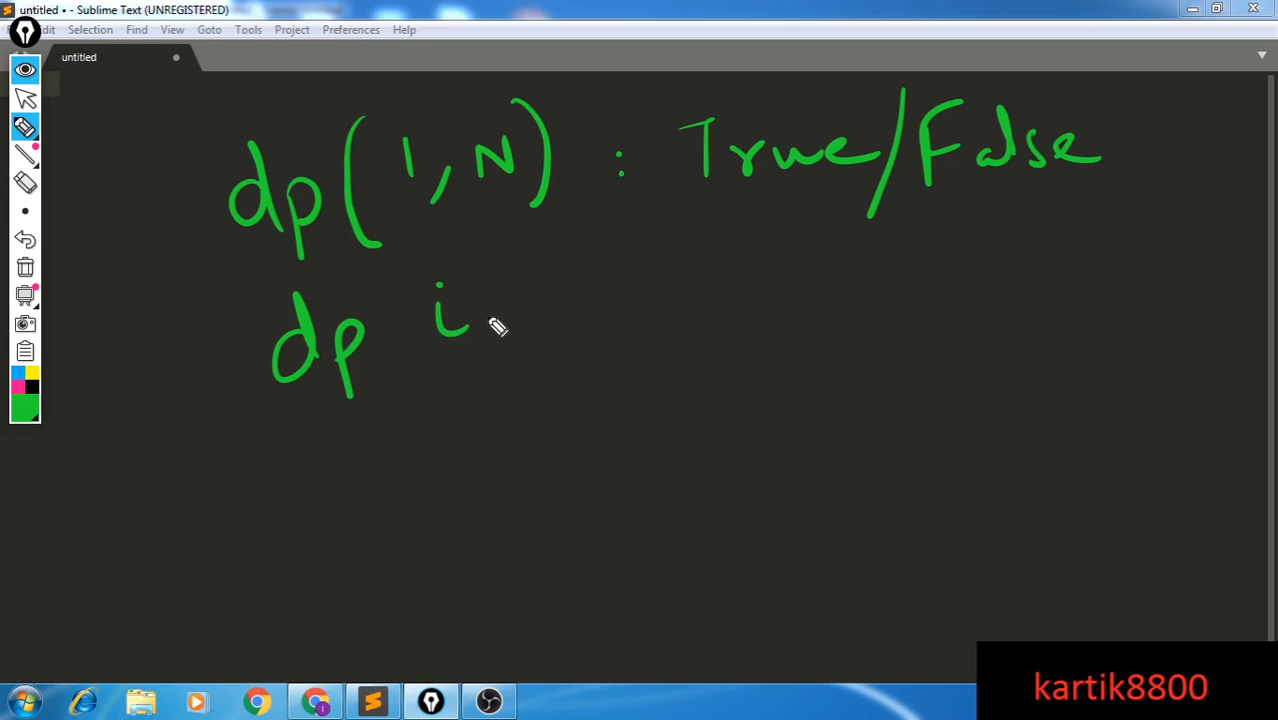 untitled • - Sublime Text (UNREGISTERED)
dit Selection Find View Goto Tools Project Preferences Help
untitled
dp(1,N) : True/False
dp i
kartik8800